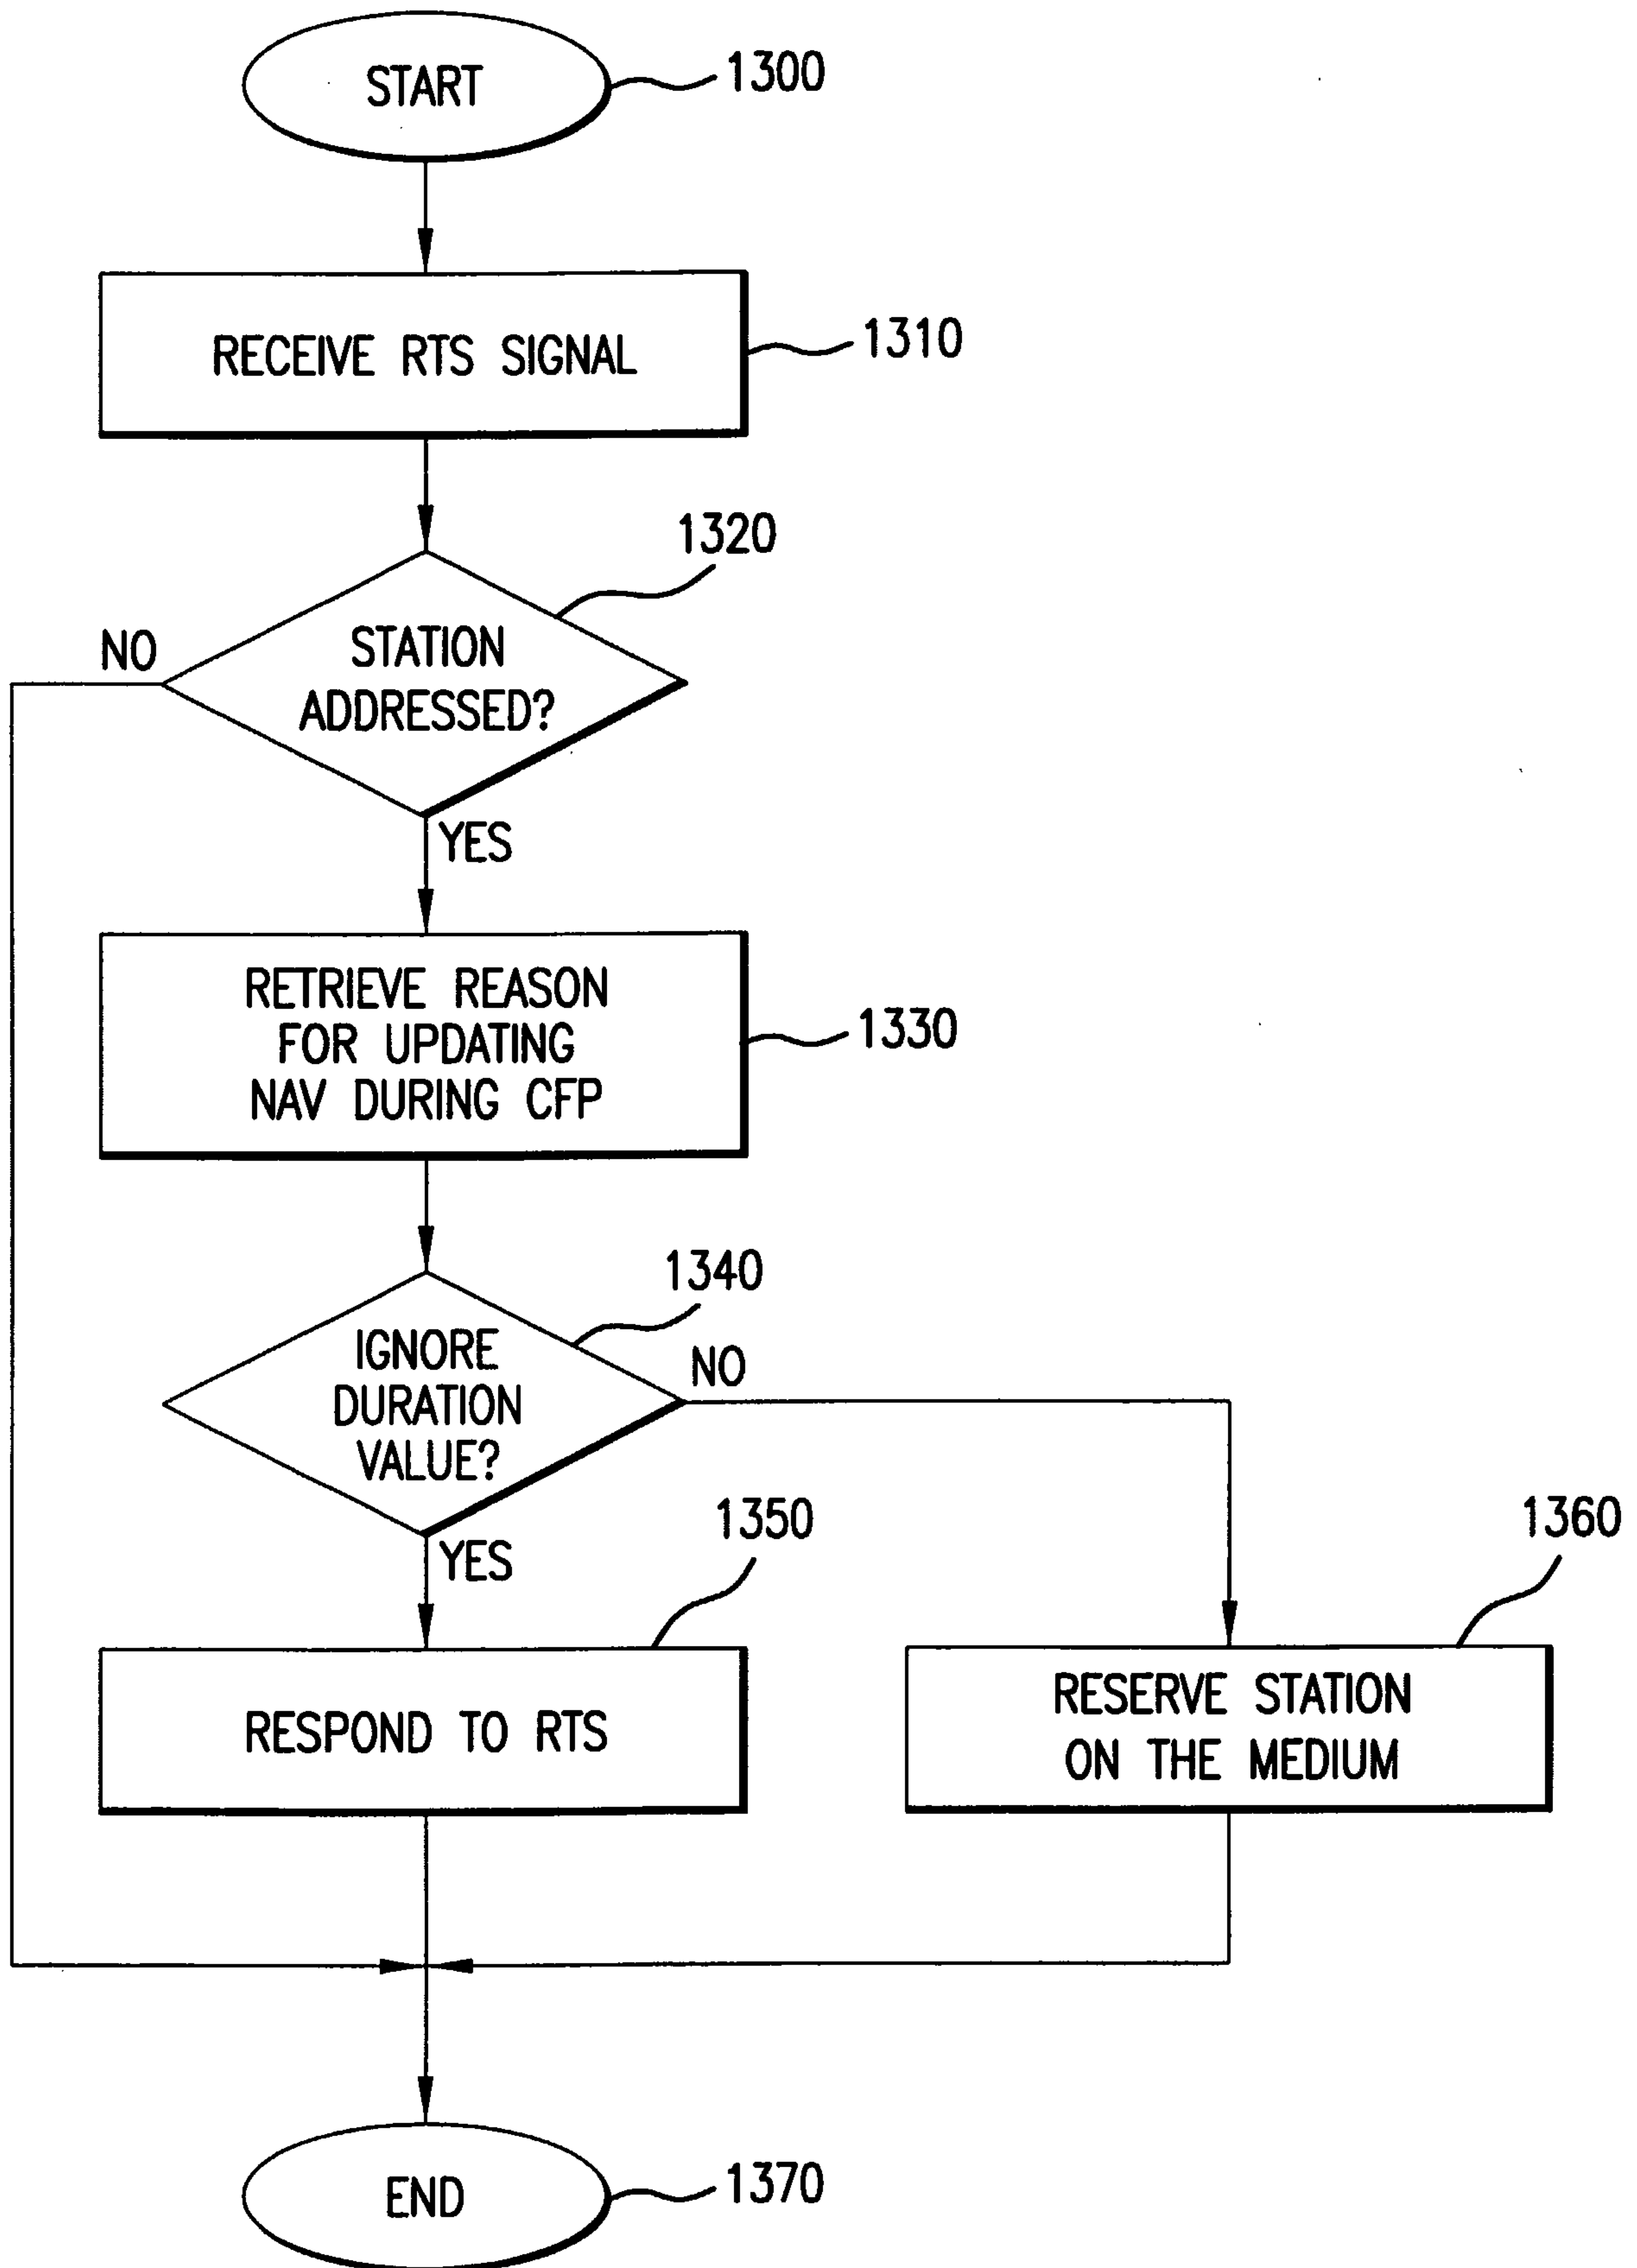 START
1300
RECEIVE RTS SIGNAL
1310
1320
NO
STATION
ADDRESSED?
YES
RETRIEVE REASON
FOR UPDATING
NAV DURING CFP
1330
1340
IGNORE
DURATION
VALUE?
NO
YES
1350
1360
RESPOND TO RTS
RESERVE STATION
ON THE MEDIUM
END
1370